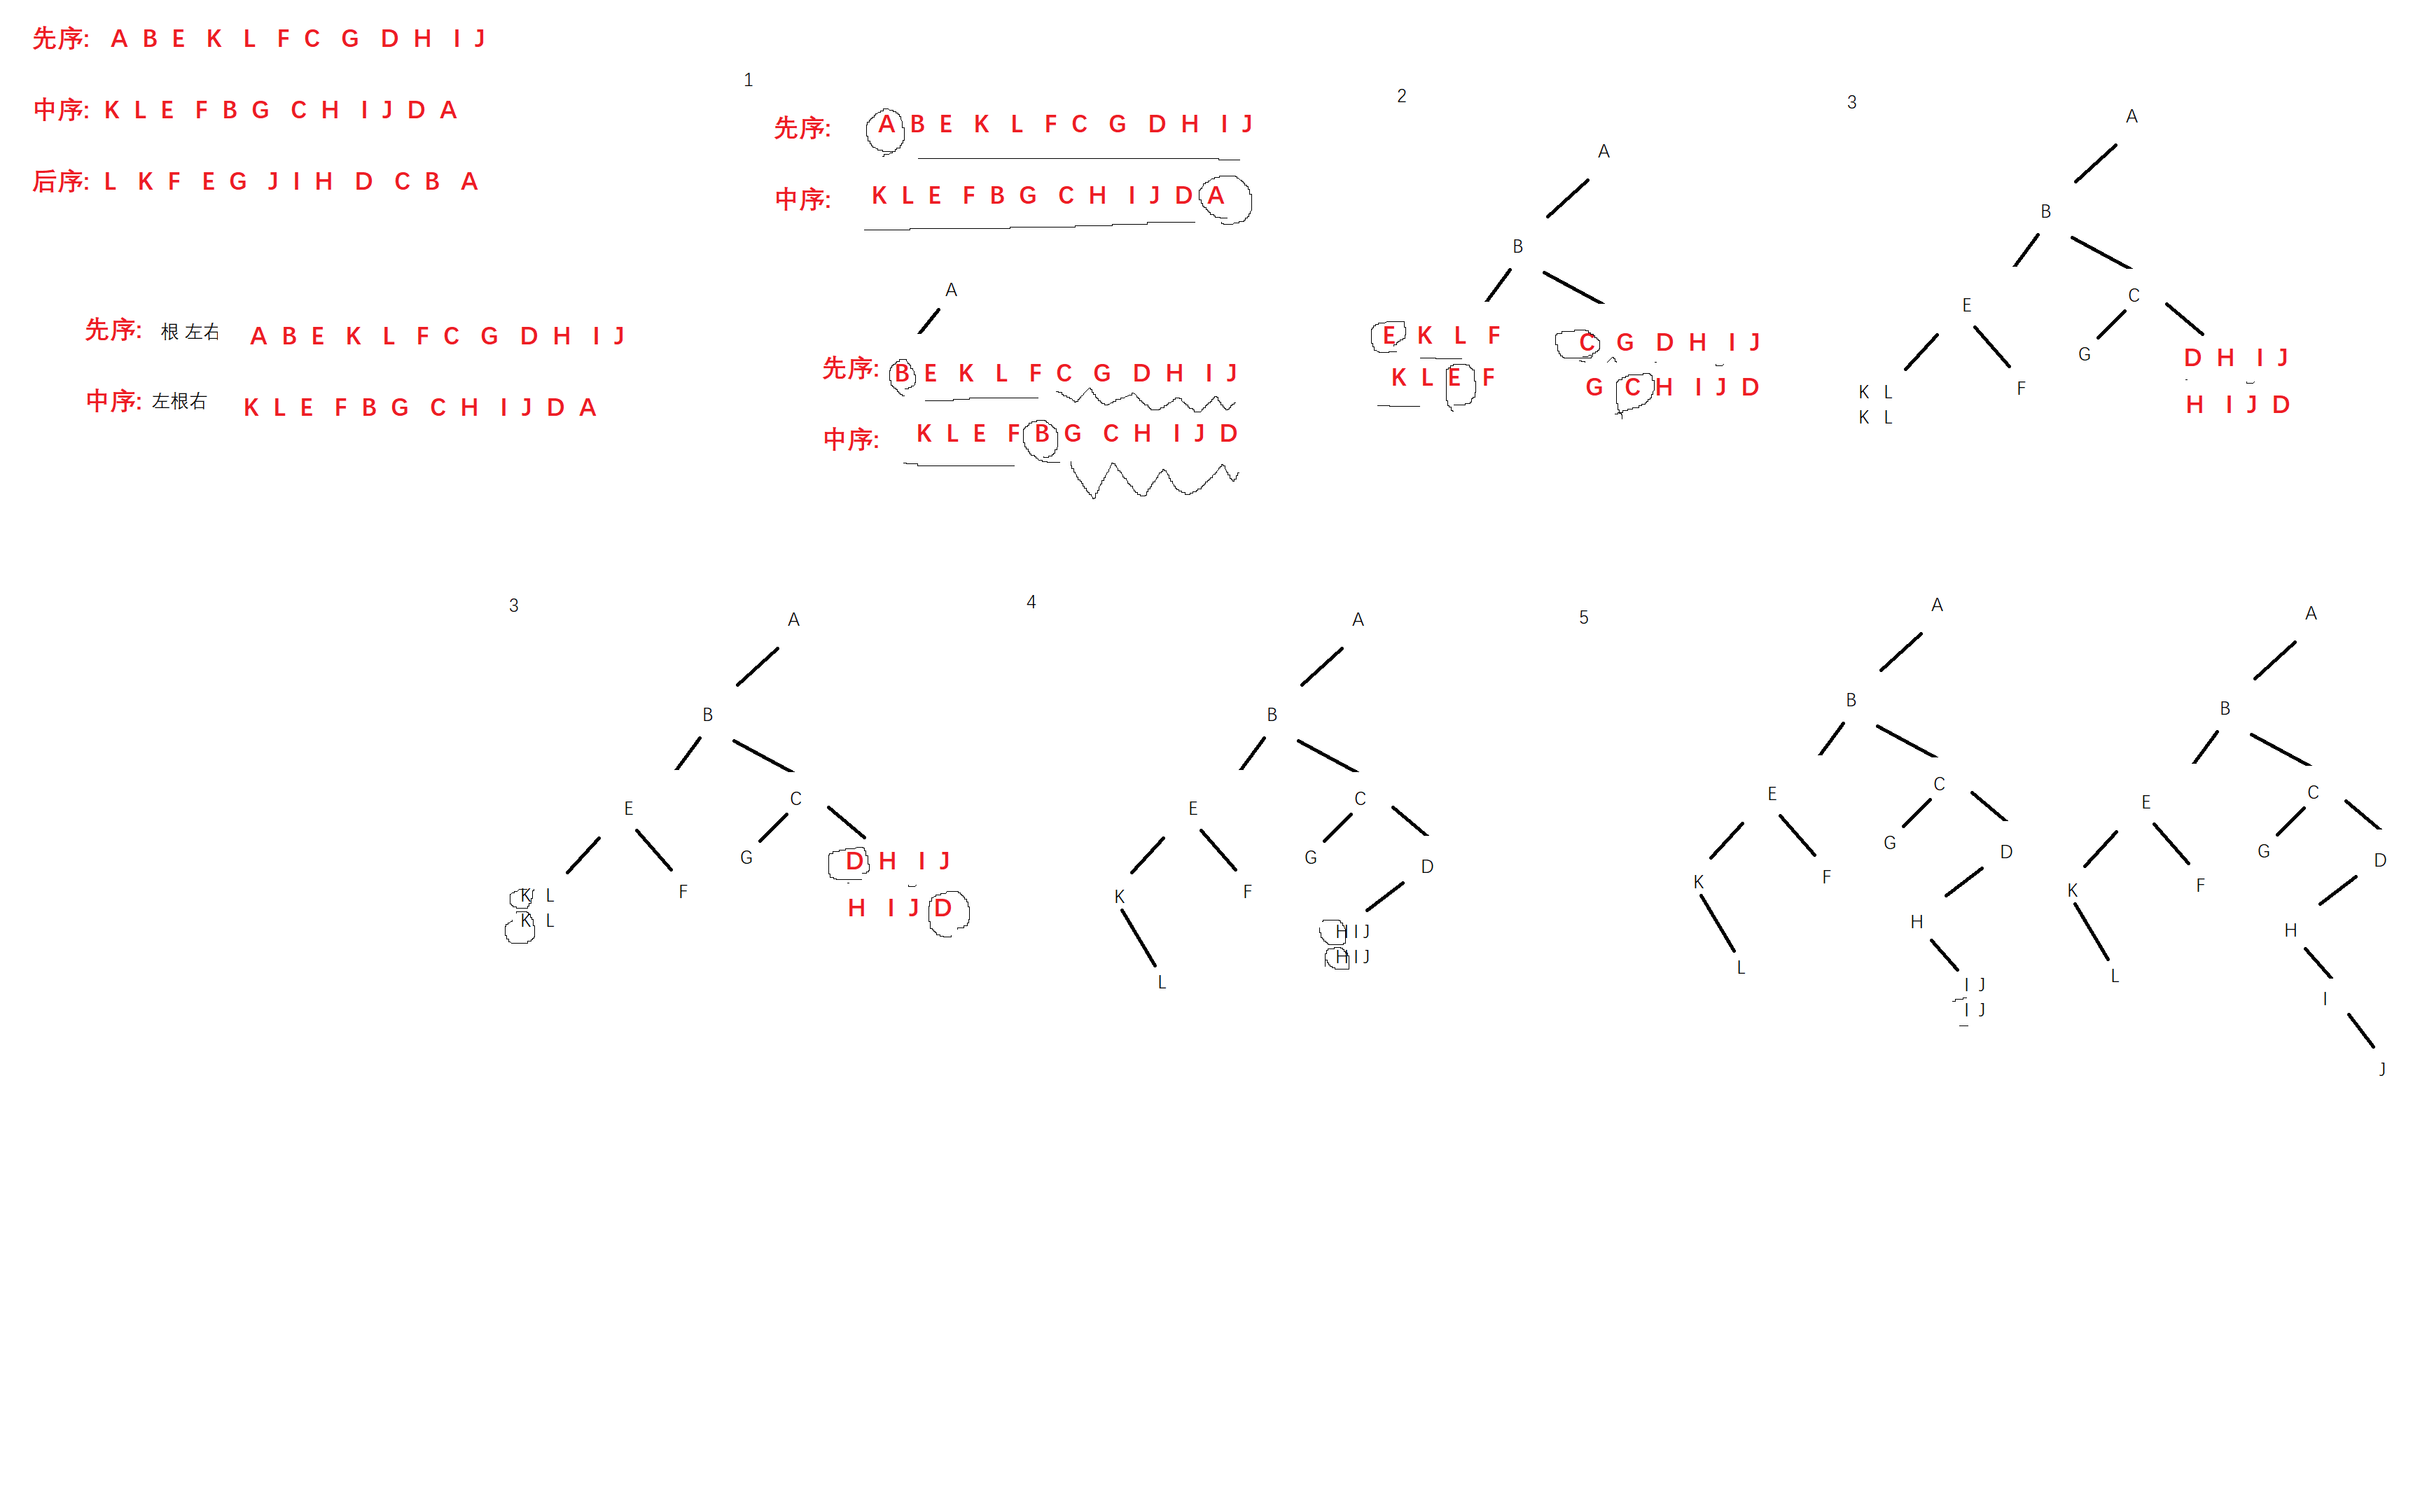 先序: A B E K L F C G D H I J
中序: K L E F B G C H I J D A
后序: L K F E G J I H D C B A
先序: 根 左右 A B E K L F C G D H I J
中序: 左根右 K L E F B G C H I J D A
1
先序: A B E K L F C G D H I J
中序: K L E F B G C H I J D A
A
先序: B E K L F C G D H I J
中序: K L E F B G C H I J D
2
A
B
E K L F C G D H I J
K L E F G C H I J D
3
A
B
E C
G D H I J
K L F H I J D
K L
3
A
B
E C
G D H I J
K L F H I J D
K L
4
A
B
E C
G D
K F
H I J
H I J
L
5
A
B
E C
G D
K F
H
L
I J
I J
A
B
E C
G D
K F
H
L
I
J